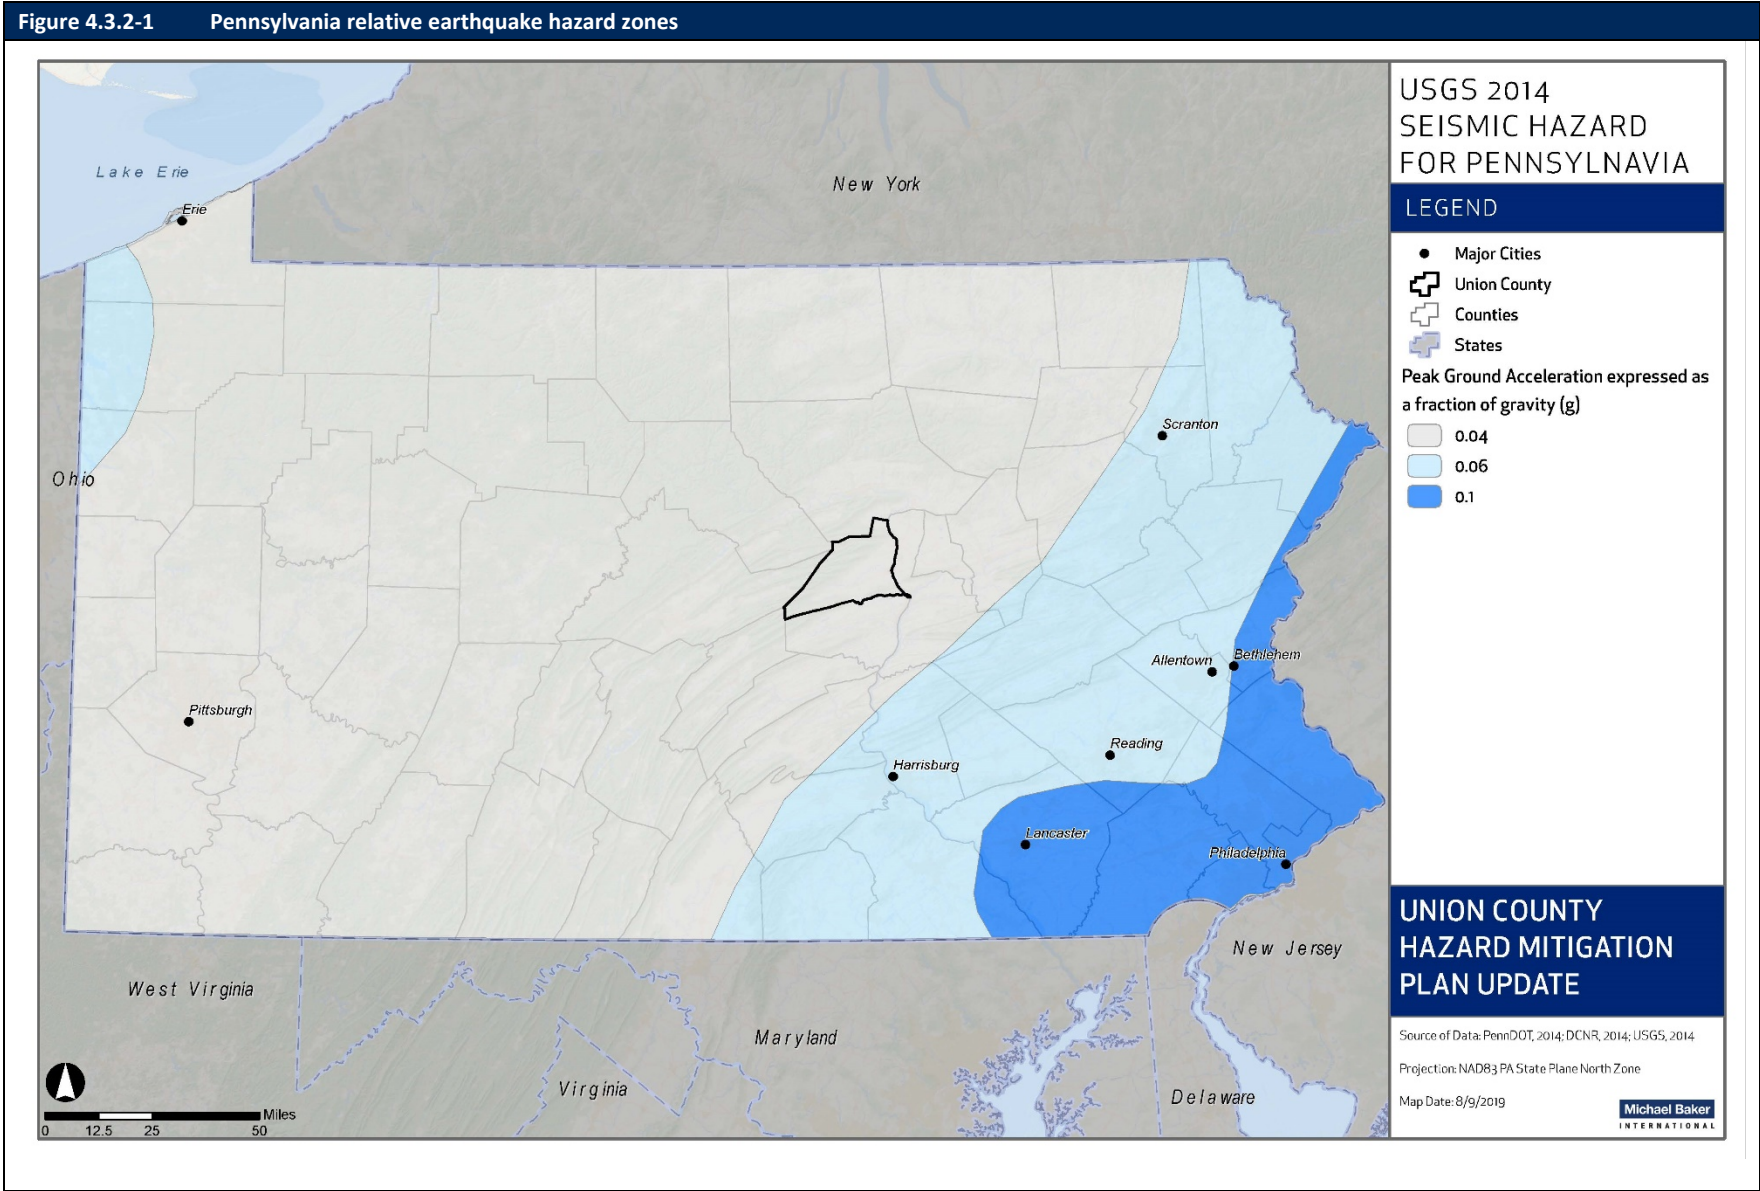 Figure 4.3.2-1 Pennsylvania relative earthquake hazard zones
USGS 2014
SEISMIC HAZARD
FOR PENNSYLNAVIA
LEGEND
Major Cities
Union County
Counties
States
Peak Ground Acceleration expressed as
a fraction of gravity (g)
0.04
0.06
0.1
Lake Erie
Erie
New York
Scranton
Ohio
Allentown
Bethlehem
Pittsburgh
Reading
Harrisburg
Lancaster
Philadelphia
New Jersey
West Virginia
Maryland
Virginia
Delaware
Miles
0 12.5 25 50
UNION COUNTY
HAZARD MITIGATION
PLAN UPDATE
Source of Data: PennDOT, 2014; DCNR, 2014; USGS, 2014
Projection: NAD83 PA State Plane North Zone
Map Date: 8/9/2019
Michael Baker
INTERNATIONAL